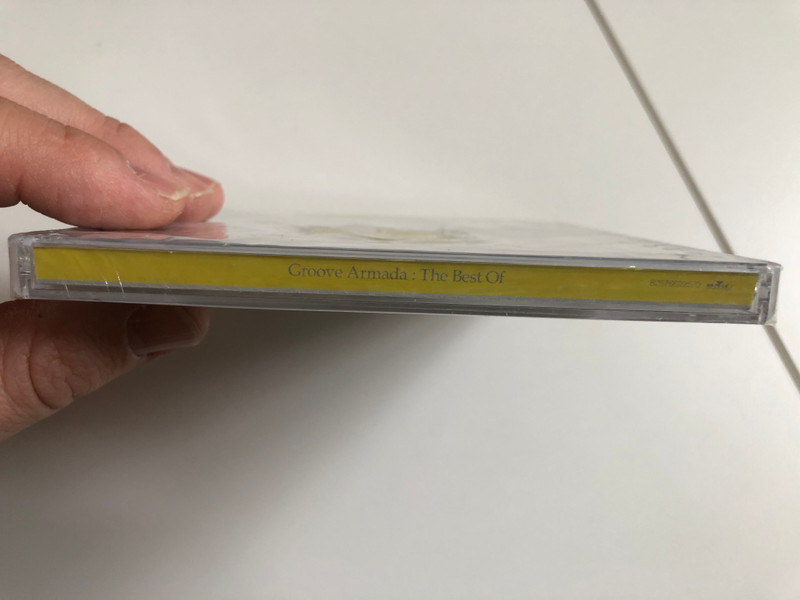 Groove Armada : The Best Of